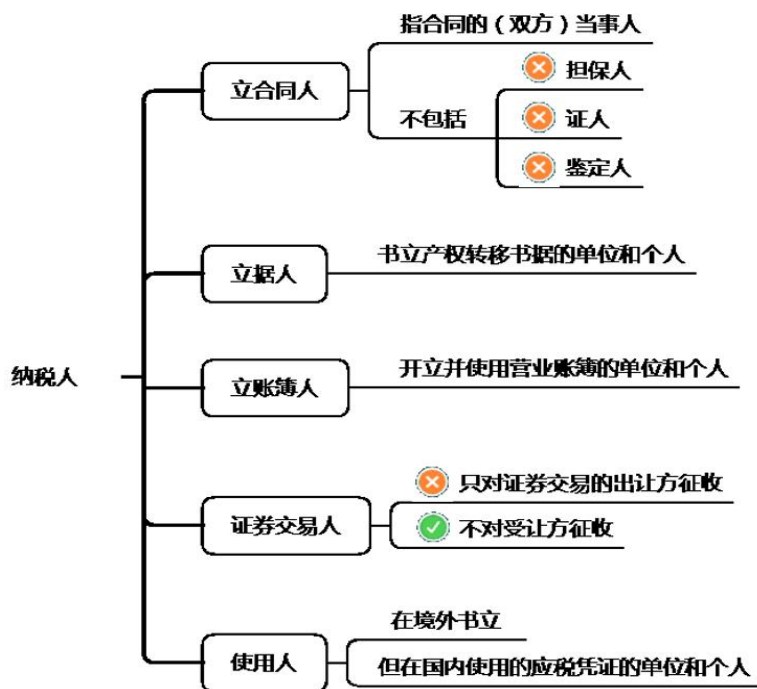 纳税人
立合同人
指合同的（双方）当事人
不包括
担保人
证人
鉴定人
立据人
书立产权转移书据的单位和个人
立账簿人
开立并使用营业账簿的单位和个人
证券交易人
只对证券交易的出让方征收
不对受让方征收
使用人
在境外书立
但在国内使用的应税凭证的单位和个人